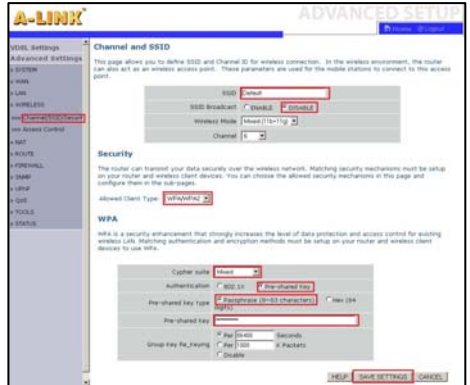 A-LINK
ADVANCED SETUP
Home Logout
VDSL Settings
Advanced Settings
SYSTEM
WAN
LAN
WIRELESS
Access Control
NAT
ROUTE
FIREWALL
SNMP
UPnP
QoS
TOOLS
STATUS
Channel and SSID
This page allows you to define SSID and Channel ID for wireless connection. In the wireless environment, the router
can also act as an wireless access point. These parameters are used for the mobile stations to connect to this access
point.
SSID Default
SSID Broadcast ENABLE DISABLE
Wireless Mode Mixed (11b+11g)
Channel 6
Security
The router can transmit your data securely over the wireless network. Matching security mechanisms must be setup
on your router and wireless client devices. You can choose the allowed security mechanisms in this page and
configure them in the sub-pages.
Allowed Client Type: WPA/WPA2
WPA
WPA is a security enhancement that strongly increases the level of data protection and access control for existing
wireless LAN. Matching authentication and encryption methods must be setup on your router and wireless client
devices to use WPA.
Cypher suite Mixed
Authentication 802.1X Pre-shared Key
Pre-shared key type Passphrase (8~63 characters) Hex (64
digits)
Pre-shared Key
Group Key Re_Keying Per 86400 Seconds
Per 1000 K Packets
Disable
HELP SAVE SETTINGS CANCEL